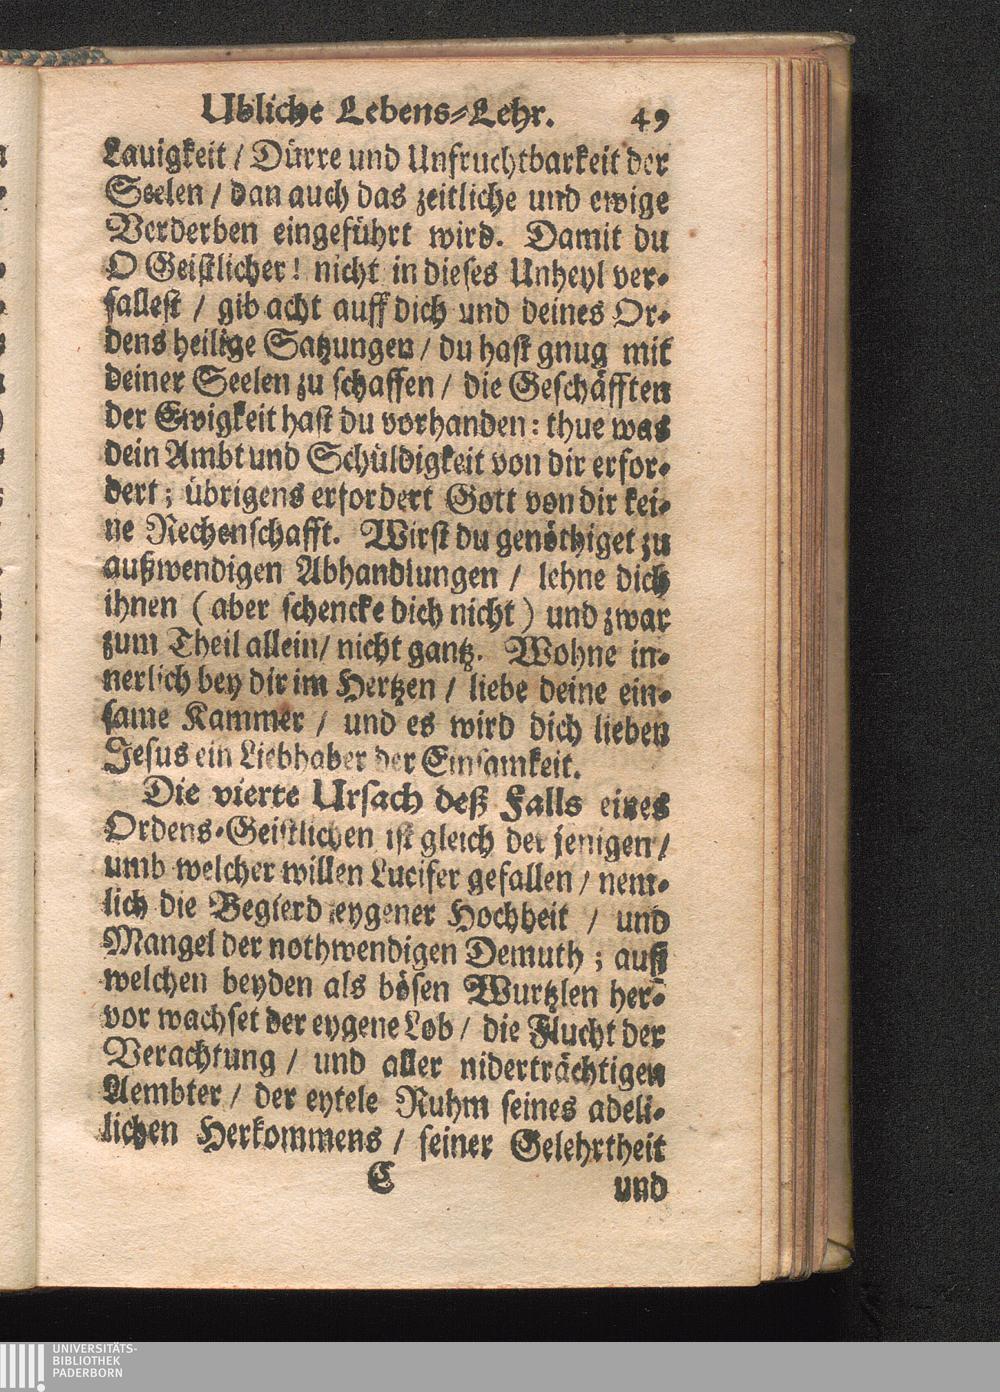 Ubliche Lebens-Lehr. 49
Lauigkeit / Dürre und Unfruchtbarkeit der
Seelen / dan auch das zeitliche und ewige
Verderben eingeführt wird. Damit du
O Geistlicher! nicht in dieses Unheyl ver-
fallest / gib acht auff dich und deines Or-
dens heilige Satzungen / du hast gnug mit
deiner Seelen zu schaffen / die Geschäfften
der Ewigkeit hast du vorhanden: thue was
dein Ambt und Schüldigkeit von dir erfor-
dert; übrigens erfordert Gott von dir kei-
ne Rechenschafft. Wirst du genöthiget zu
außwendigen Abhandlungen / lehne dich
ihnen (aber schencke dich nicht) und zwar
zum Theil allein / nicht gantz. Wohne in-
nerlich bey dir im Hertzen / liebe deine ein-
same Kammer / und es wird dich lieben
Jesus ein Liebhaber der Einsamkeit.
Die vierte Ursach deß Falls eines
Ordens-Geistlichen ist gleich der jenigen /
umb welcher willen Lucifer gefallen / nem-
lich die Begierd eygener Hochheit / und
Mangel der nothwendigen Demuth; auß
welchen beyden als bösen Wurtzlen her-
vor wachset der eygene Lob / die Flucht der
Verachtung / und aller niderträchtigen
Aembter / der eytele Ruhm seines adeli-
lichen Herkommens / seiner Gelehrtheit
C und
UNIVERSITÄTS-
BIBLIOTHEK
PADERBORN